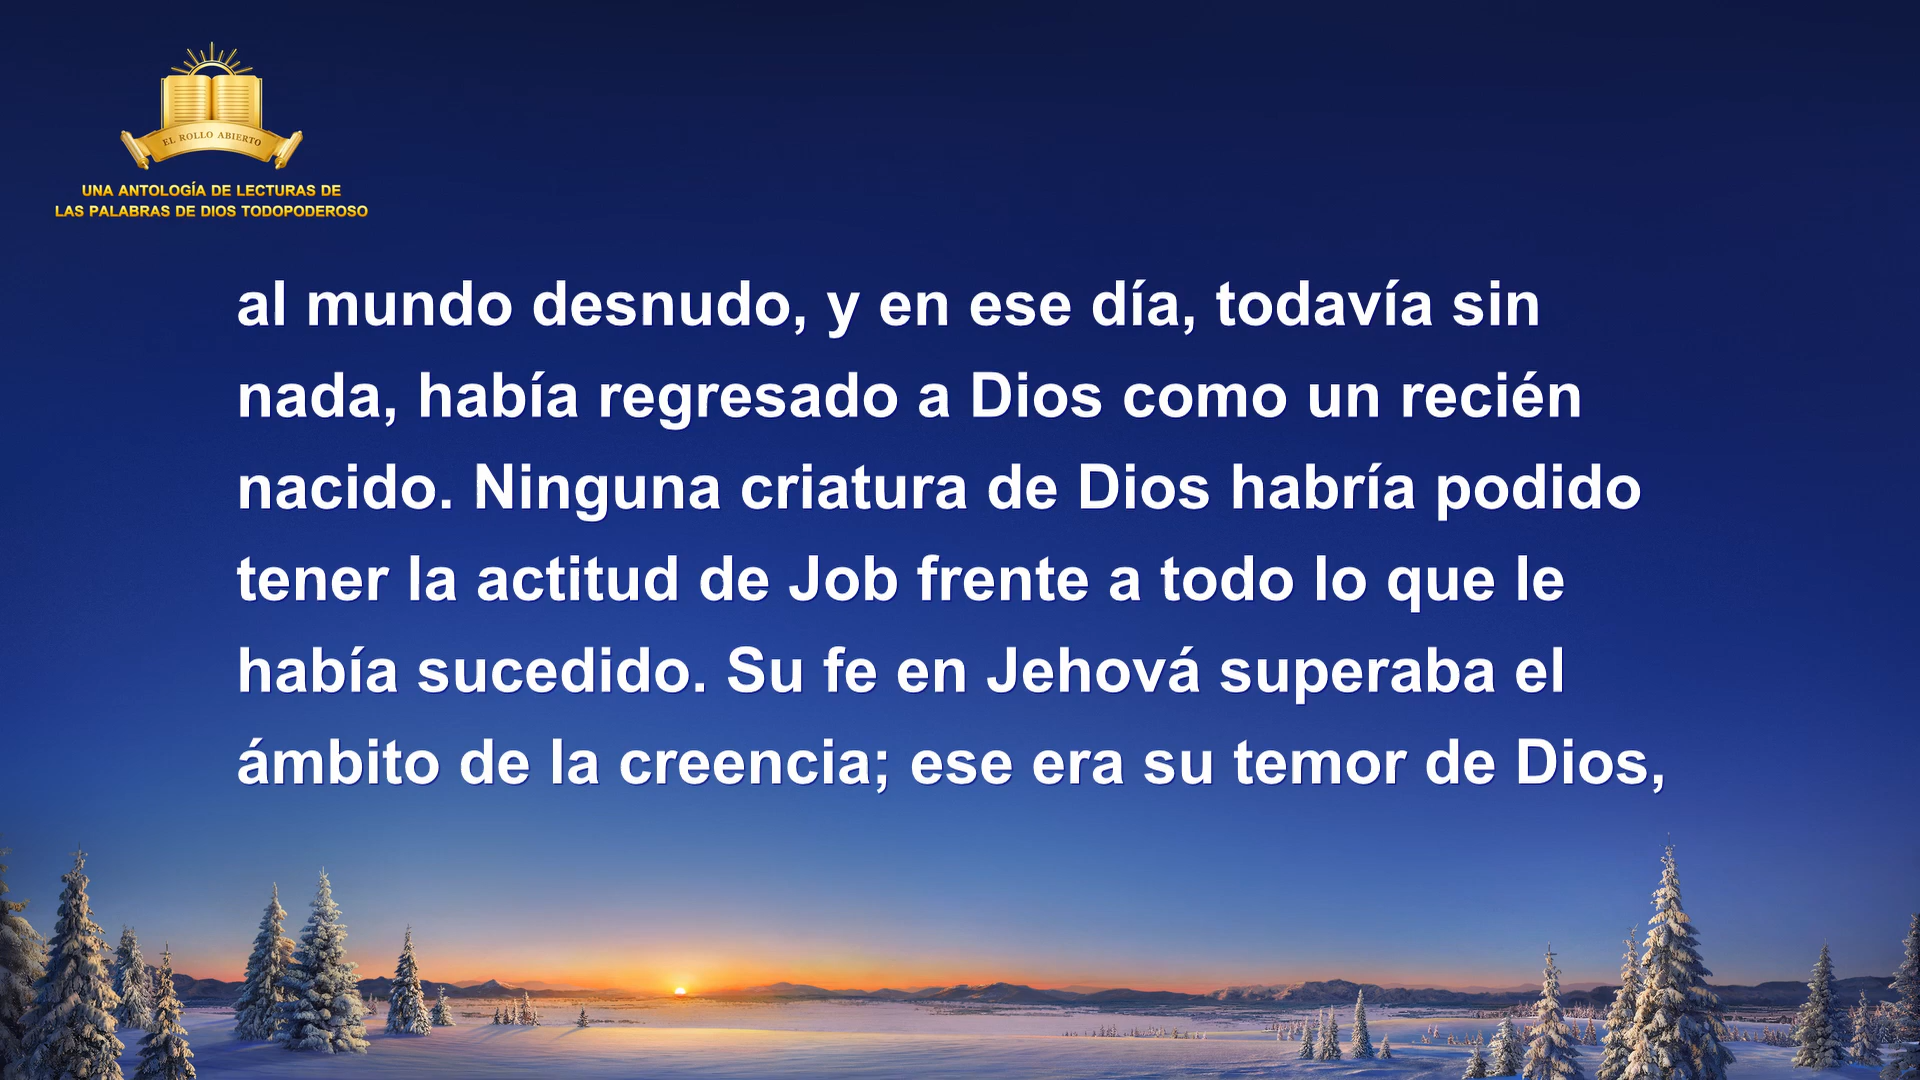 EL ROLLO ABIERTO
UNA ANTOLOGÍA DE LECTURAS DE
LAS PALABRAS DE DIOS TODOPODEROSO
al mundo desnudo, y en ese día, todavía sin
nada, había regresado a Dios como un recién
nacido. Ninguna criatura de Dios habría podido
tener la actitud de Job frente a todo lo que le
había sucedido. Su fe en Jehová superaba el
ámbito de la creencia; ese era su temor de Dios,